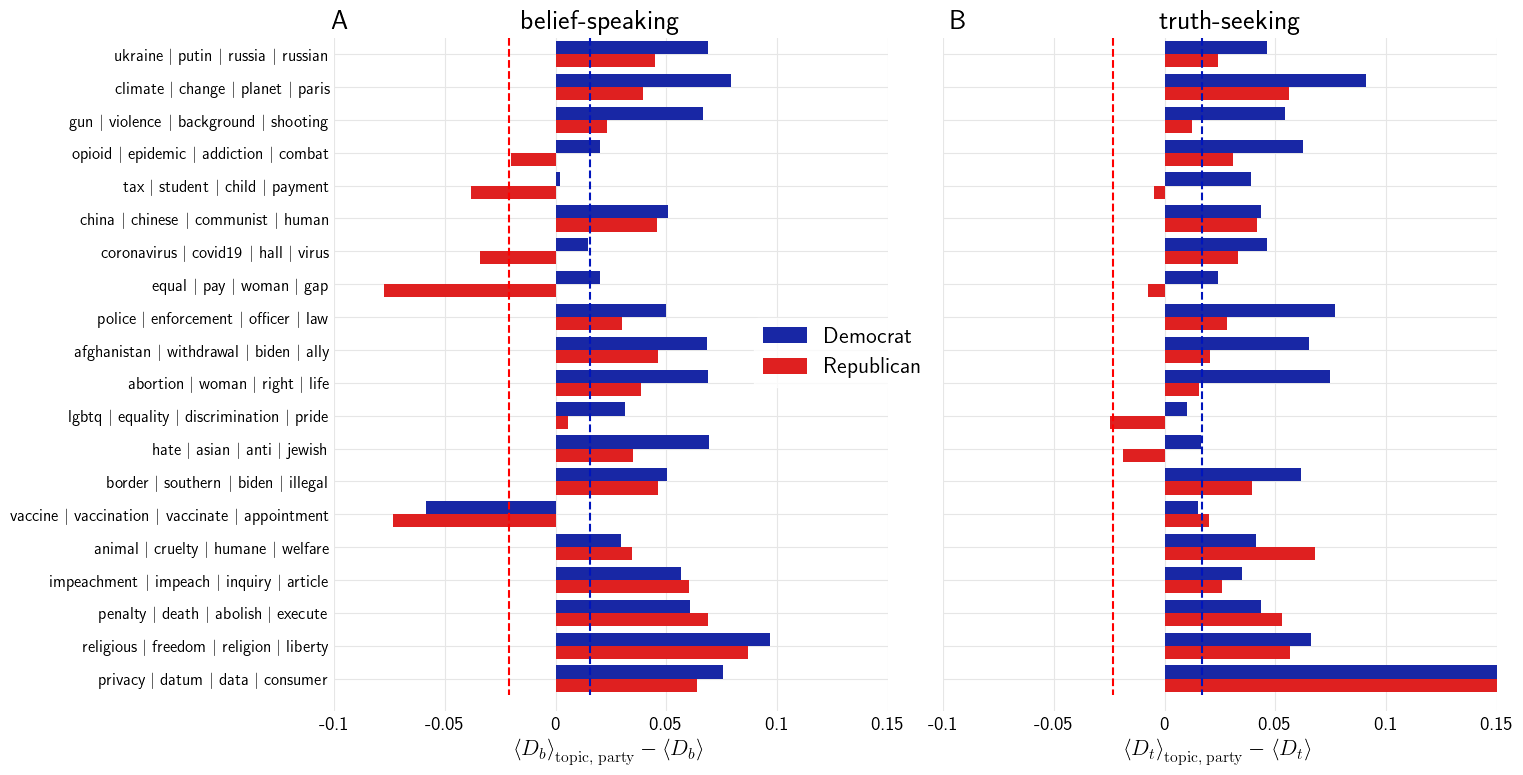 A
belief-speaking
B
truth-seeking
ukraine | putin | russia | russian
climate | change | planet | paris
gun | violence | background | shooting
opioid | epidemic | addiction | combat
tax | student | child | payment
china | chinese | communist | human
coronavirus | covid19 | hall | virus
equal | pay | woman | gap
police | enforcement | officer | law
afghanistan | withdrawal | biden | ally
abortion | woman | right | life
lgbtq | equality | discrimination | pride
hate | asian | anti | jewish
border | southern | biden | illegal
vaccine | vaccination | vaccinate | appointment
animal | cruelty | humane | welfare
impeachment | impeach | inquiry | article
penalty | death | abolish | execute
religious | freedom | religion | liberty
privacy | datum | data | consumer
Democrat
Republican
-0.1 -0.05 0 0.05 0.1 0.15
-0.1 -0.05 0 0.05 0.1 0.15
⟨D_b⟩_topic, party − ⟨D_b⟩
⟨D_t⟩_topic, party − ⟨D_t⟩